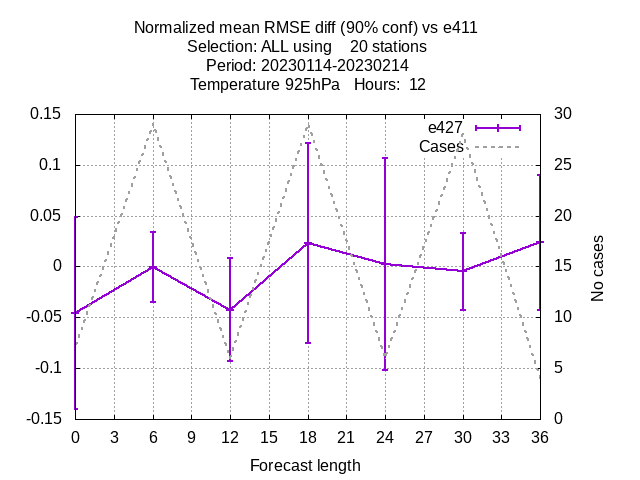 Normalized mean RMSE diff (90% conf) vs e411
Selection: ALL using    20 stations
Period: 20230114-20230214
Temperature 925hPa   Hours:  12
0.15
0.1
0.05
0
-0.05
-0.1
-0.15
30
25
20
15
10
5
0
e427
Cases
No cases
0 3 6 9 12 15 18 21 24 27 30 33 36
Forecast length